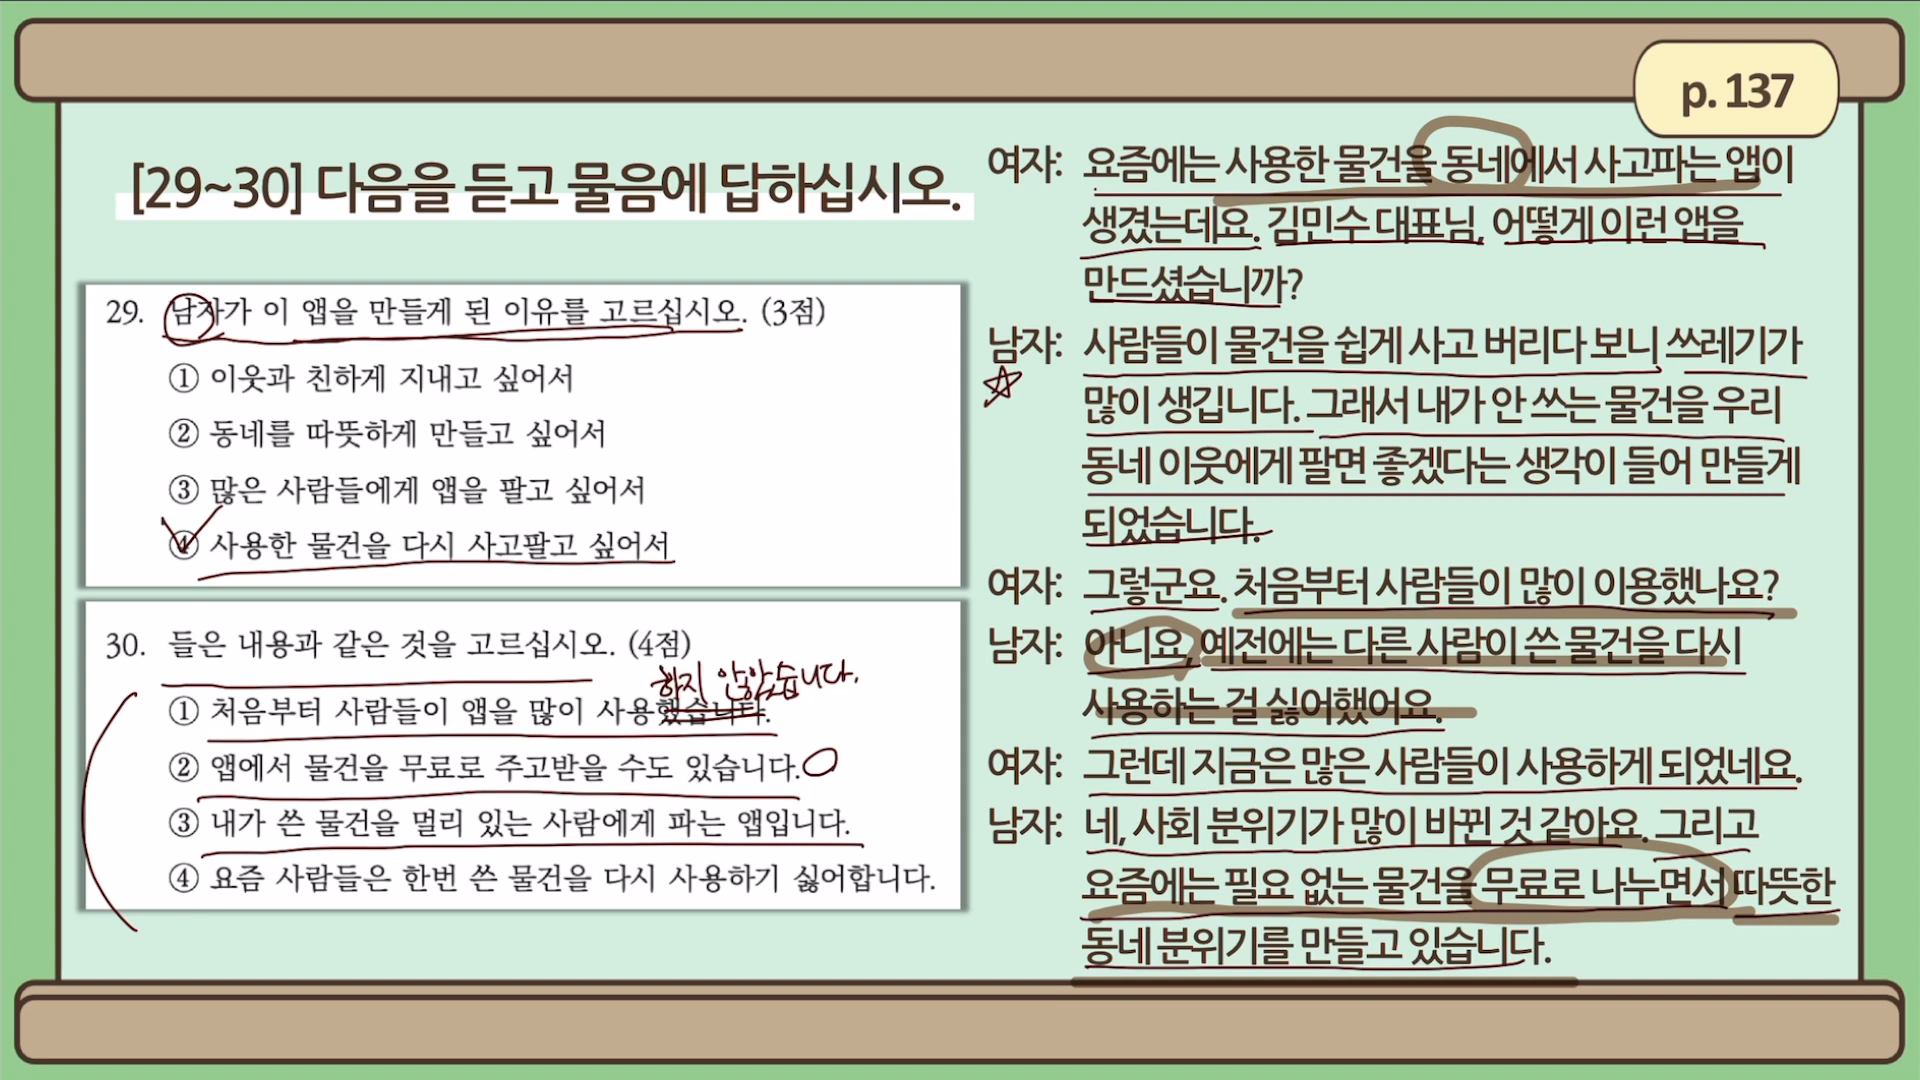 p. 137
[29~30] 다음을 듣고 물음에 답하십시오.
29. 남자가 이 앱을 만들게 된 이유를 고르십시오. (3점)
① 이웃과 친하게 지내고 싶어서
② 동네를 따뜻하게 만들고 싶어서
③ 많은 사람들에게 앱을 팔고 싶어서
④ 사용한 물건을 다시 사고팔고 싶어서
30. 들은 내용과 같은 것을 고르십시오. (4점)
하지 않았습니다.
① 처음부터 사람들이 앱을 많이 사용했습니다.
② 앱에서 물건을 무료로 주고받을 수도 있습니다.
③ 내가 쓴 물건을 멀리 있는 사람에게 파는 앱입니다.
④ 요즘 사람들은 한번 쓴 물건을 다시 사용하기 싫어합니다.
여자: 요즘에는 사용한 물건을 동네에서 사고파는 앱이
생겼는데요. 김민수 대표님, 어떻게 이런 앱을
만드셨습니까?
남자: 사람들이 물건을 쉽게 사고 버리다 보니 쓰레기가
많이 생깁니다. 그래서 내가 안 쓰는 물건을 우리
동네 이웃에게 팔면 좋겠다는 생각이 들어 만들게
되었습니다.
여자: 그렇군요. 처음부터 사람들이 많이 이용했나요?
남자: 아니요, 예전에는 다른 사람이 쓴 물건을 다시
사용하는 걸 싫어했어요.
여자: 그런데 지금은 많은 사람들이 사용하게 되었네요.
남자: 네, 사회 분위기가 많이 바뀐 것 같아요. 그리고
요즘에는 필요 없는 물건을 무료로 나누면서 따뜻한
동네 분위기를 만들고 있습니다.